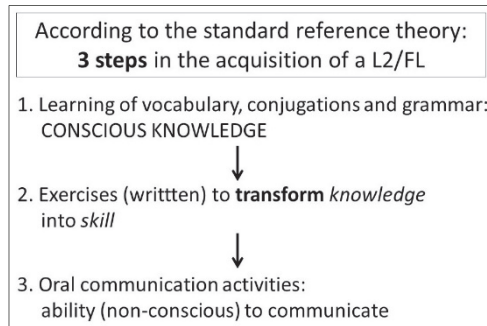 According to the standard reference theory:
3 steps in the acquisition of a L2/FL
1. Learning of vocabulary, conjugations and grammar:
CONSCIOUS KNOWLEDGE
2. Exercises (writtten) to transform knowledge
into skill
3. Oral communication activities:
ability (non-conscious) to communicate